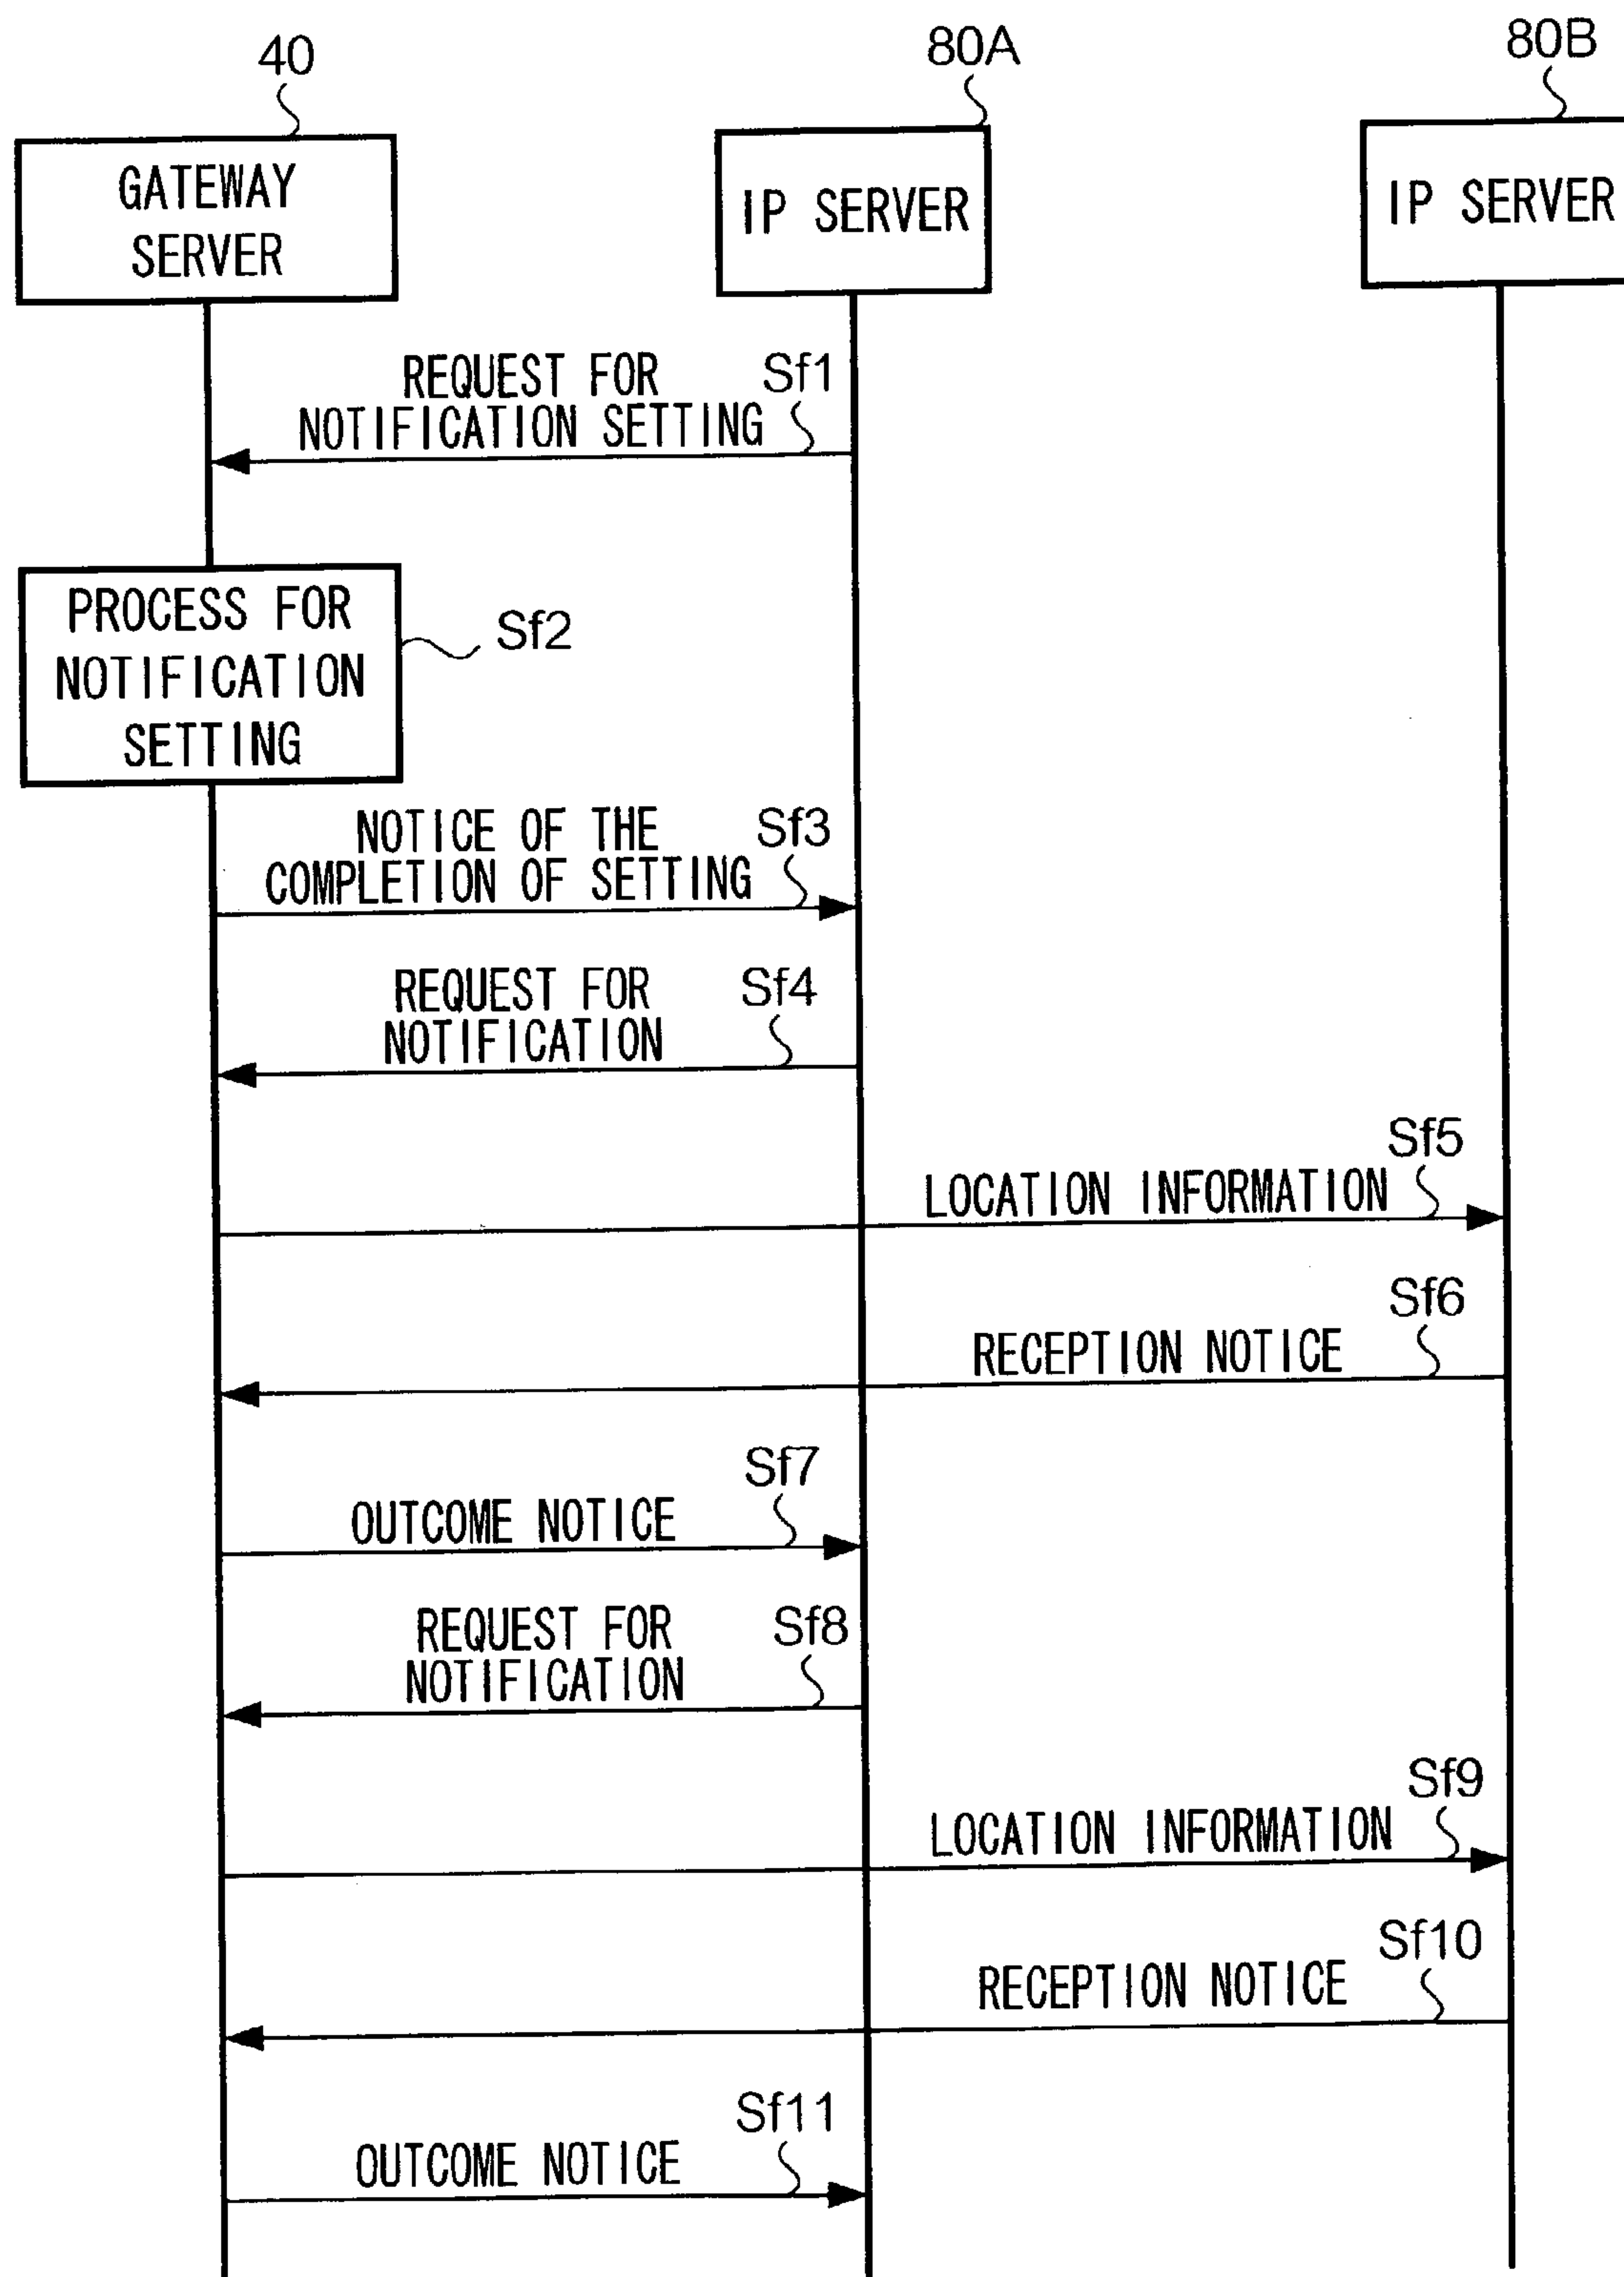 40
80A
80B
GATEWAY
SERVER
IP SERVER
IP SERVER
REQUEST FOR
NOTIFICATION SETTING
Sf1
PROCESS FOR
NOTIFICATION
SETTING
Sf2
NOTICE OF THE
COMPLETION OF SETTING
Sf3
REQUEST FOR
NOTIFICATION
Sf4
Sf5
LOCATION INFORMATION
Sf6
RECEPTION NOTICE
Sf7
OUTCOME NOTICE
REQUEST FOR
NOTIFICATION
Sf8
Sf9
LOCATION INFORMATION
Sf10
RECEPTION NOTICE
Sf11
OUTCOME NOTICE